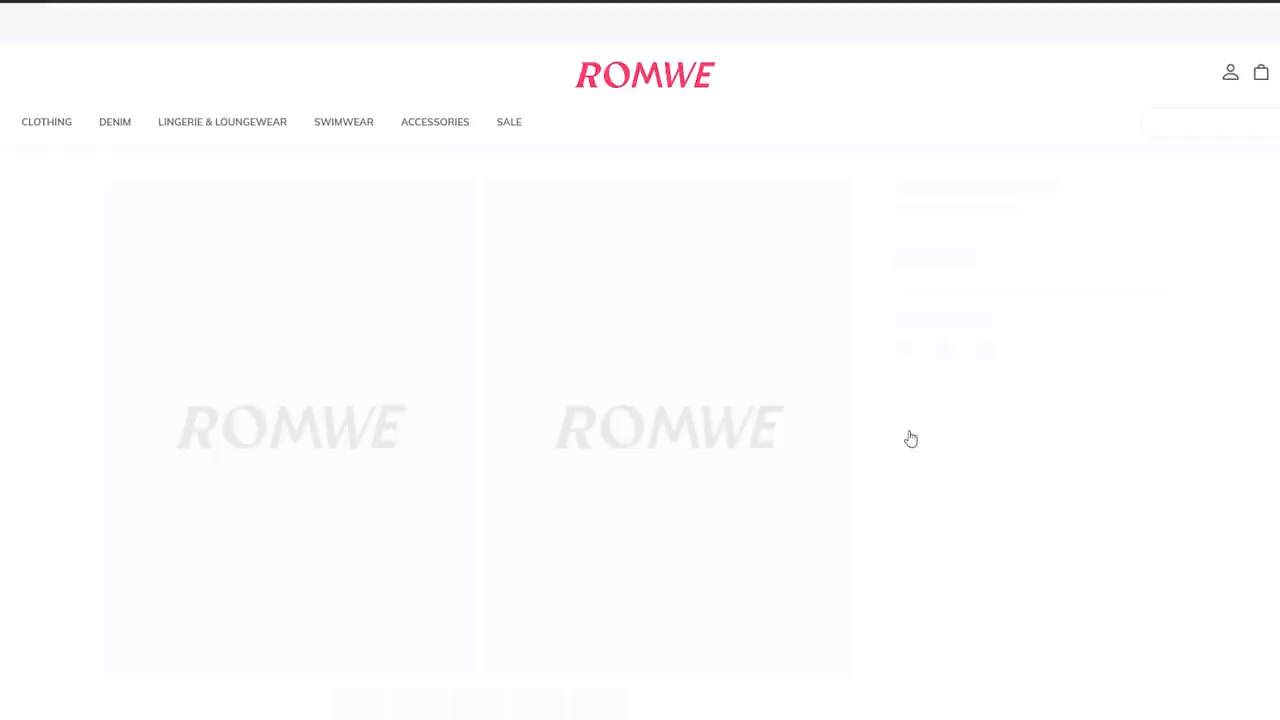 ROMWE
CLOTHING DENIM LINGERIE & LOUNGEWEAR SWIMWEAR ACCESSORIES SALE
ROMWE ROMWE